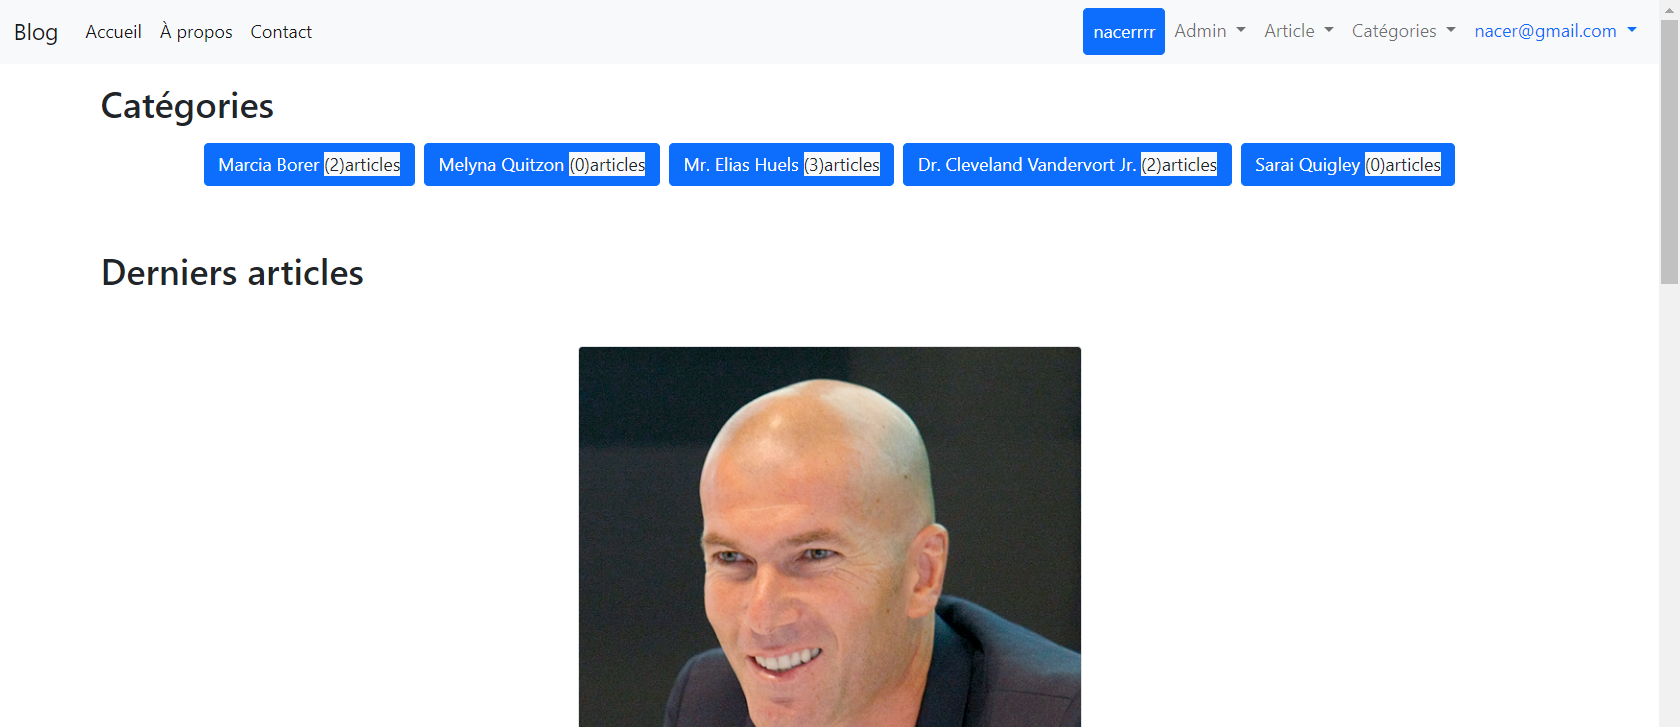 Blog Accueil À propos Contact nacerrrr Admin Article Catégories nacer@gmail.com
Catégories
Marcia Borer (2)articles Melyna Quitzon (0)articles Mr. Elias Huels (3)articles Dr. Cleveland Vandervort Jr. (2)articles Sarai Quigley (0)articles
Derniers articles